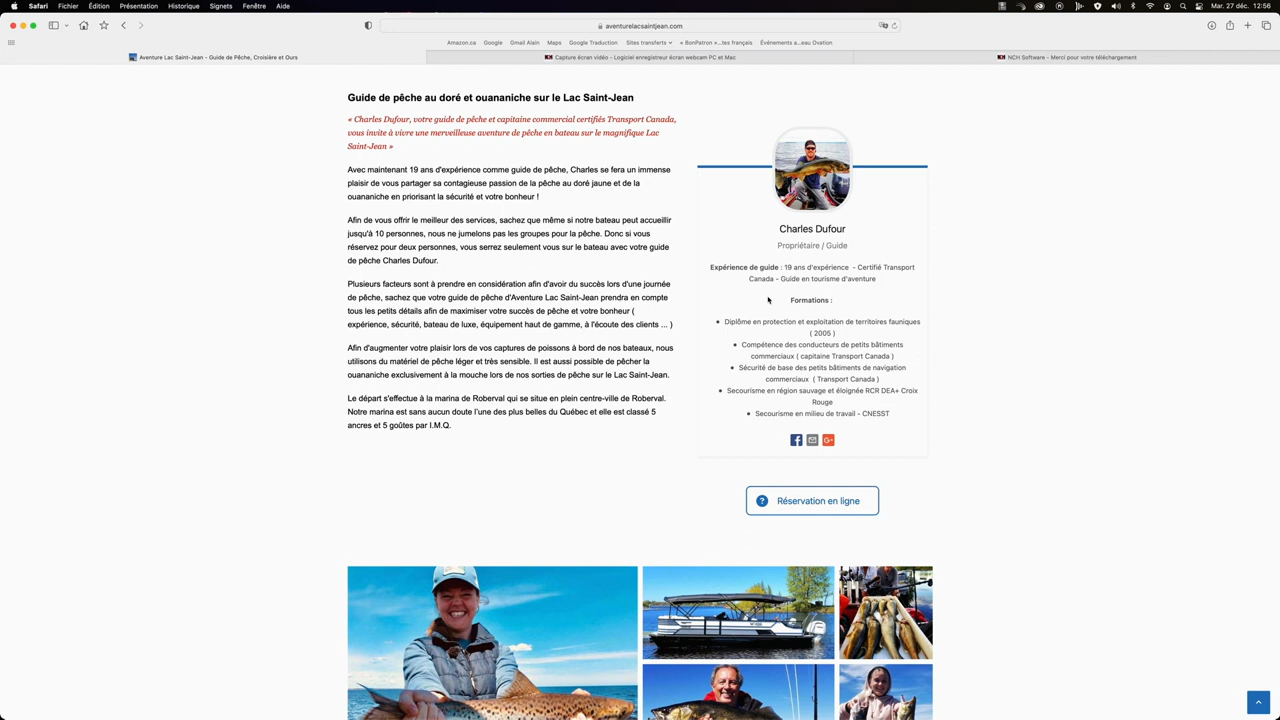 Safari Fichier Édition Présentation Historique Signets Fenêtre Aide
Mar. 27 déc. 12:56
aventurelacsaintjean.com
Amazon.ca Google Gmail Alain Maps Google Traduction Sites transferts « BonPatron »...tes français Événements a...eau Ovation
Aventure Lac Saint-Jean - Guide de Pêche, Croisière et Ours
Capture écran vidéo – Logiciel enregistreur écran webcam PC et Mac
NCH Software - Merci pour votre téléchargement
Guide de pêche au doré et ouananiche sur le Lac Saint-Jean
« Charles Dufour, votre guide de pêche et capitaine commercial certifiés Transport Canada,
vous invite à vivre une merveilleuse aventure de pêche en bateau sur le magnifique Lac
Saint-Jean »
Avec maintenant 19 ans d'expérience comme guide de pêche, Charles se fera un immense
plaisir de vous partager sa contagieuse passion de la pêche au doré jaune et de la
ouananiche en priorisant la sécurité et votre bonheur !
Afin de vous offrir le meilleur des services, sachez que même si notre bateau peut accueillir
jusqu'à 10 personnes, nous ne jumelons pas les groupes pour la pêche. Donc si vous
réservez pour deux personnes, vous serrez seulement vous sur le bateau avec votre guide
de pêche Charles Dufour.
Plusieurs facteurs sont à prendre en considération afin d'avoir du succès lors d'une journée
de pêche, sachez que votre guide de pêche d'Aventure Lac Saint-Jean prendra en compte
tous les petits détails afin de maximiser votre succès de pêche et votre bonheur (
expérience, sécurité, bateau de luxe, équipement haut de gamme, à l'écoute des clients ... )
Afin d'augmenter votre plaisir lors de vos captures de poissons à bord de nos bateaux, nous
utilisons du matériel de pêche léger et très sensible. Il est aussi possible de pêcher la
ouananiche exclusivement à la mouche lors de nos sorties de pêche sur le Lac Saint-Jean.
Le départ s'effectue à la marina de Roberval qui se situe en plein centre-ville de Roberval.
Notre marina est sans aucun doute l'une des plus belles du Québec et elle est classé 5
ancres et 5 goûtes par I.M.Q.
Charles Dufour
Propriétaire / Guide
Expérience de guide : 19 ans d'expérience - Certifié Transport
Canada - Guide en tourisme d'aventure
Formations :
Diplôme en protection et exploitation de territoires fauniques
( 2005 )
Compétence des conducteurs de petits bâtiments
commerciaux ( capitaine Transport Canada )
Sécurité de base des petits bâtiments de navigation
commerciaux ( Transport Canada )
Secourisme en région sauvage et éloignée RCR DEA+ Croix
Rouge
Secourisme en milieu de travail - CNESST
Réservation en ligne